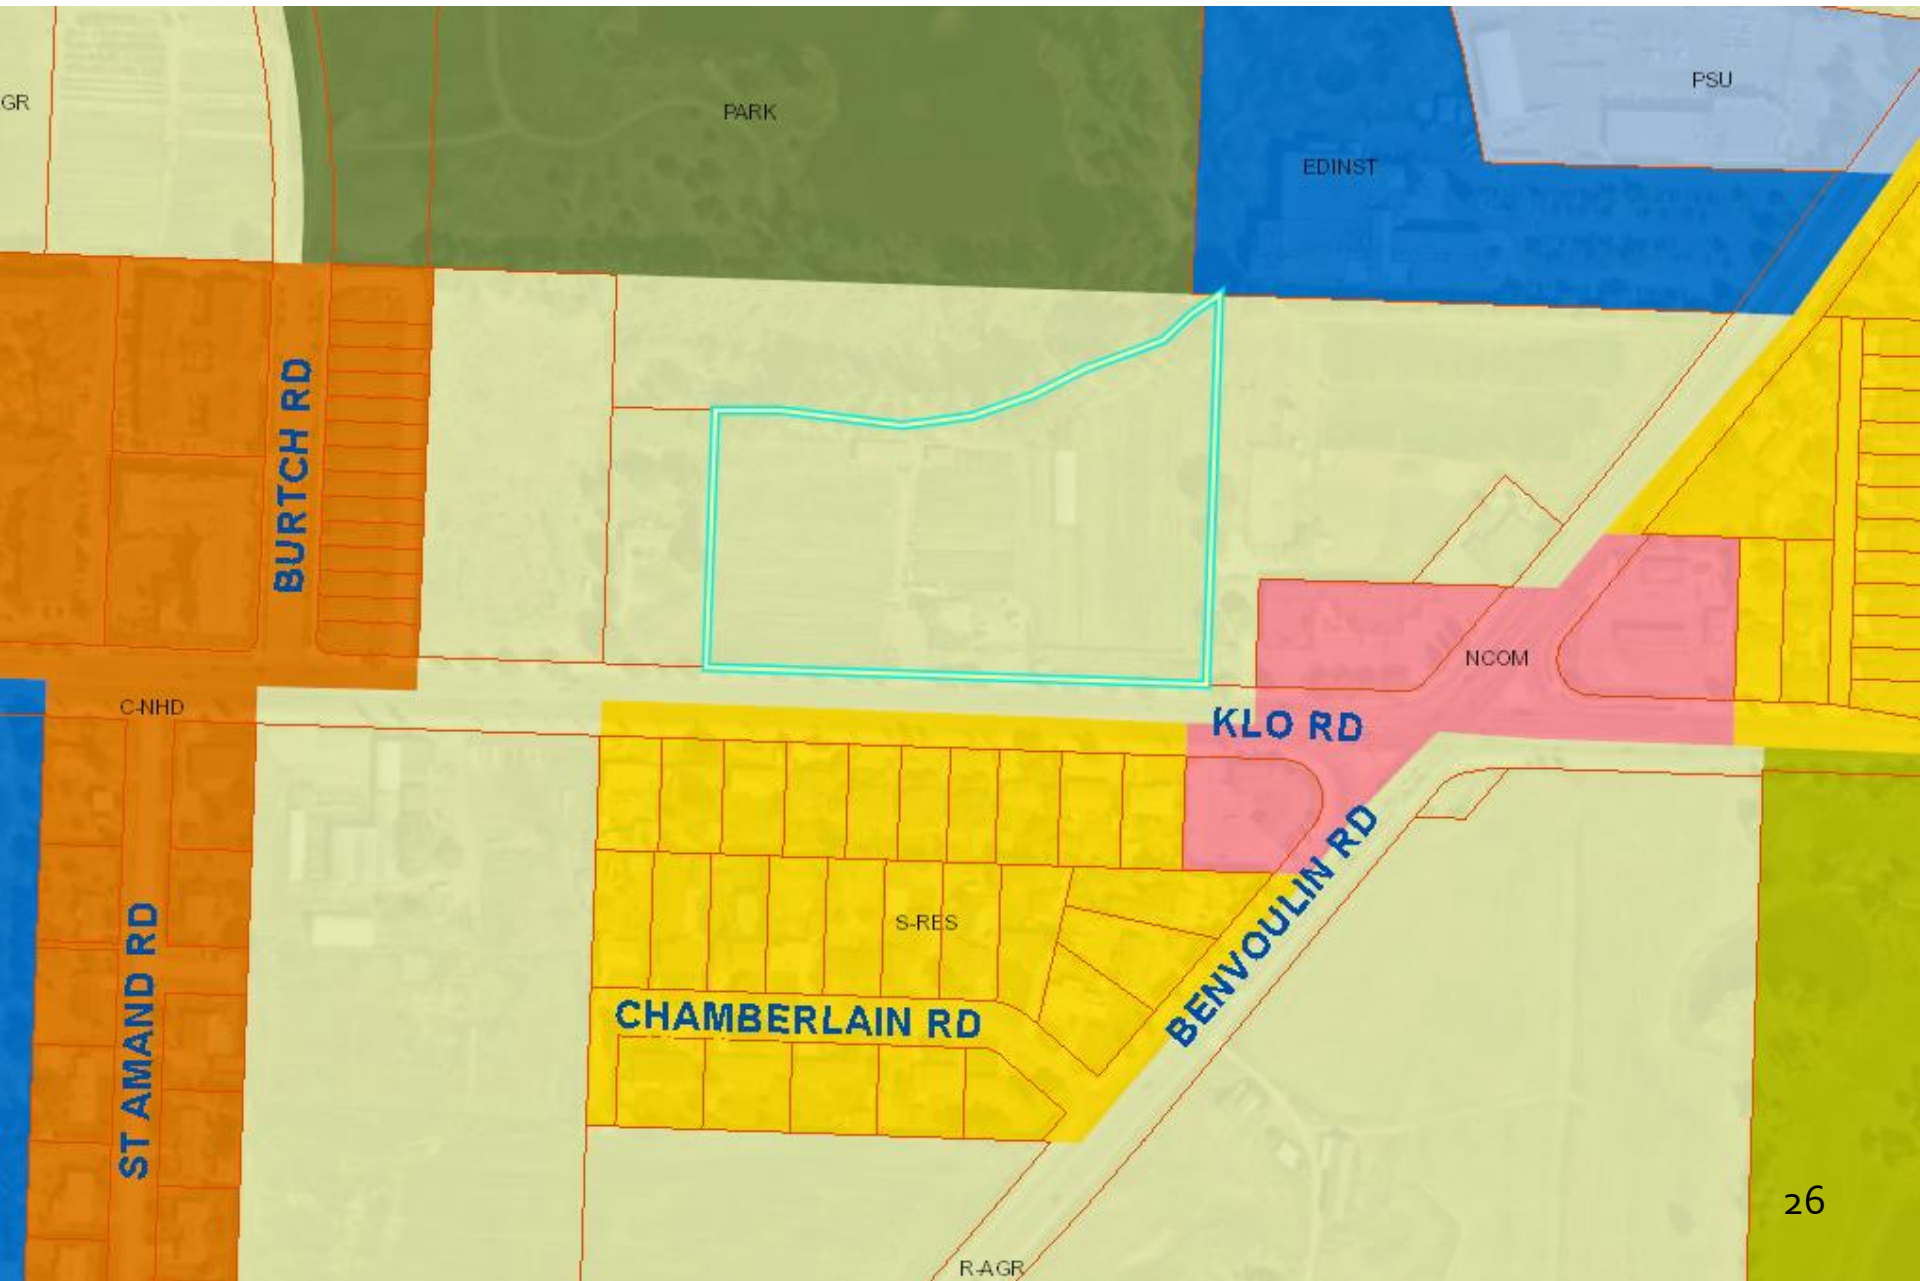 GR
PARK
PSU
EDINST
BURTCH RD
NCOM
C-NHD
KLO RD
S-RES
ST AMAND RD
CHAMBERLAIN RD
BENVOULIN RD
26
R-AGR